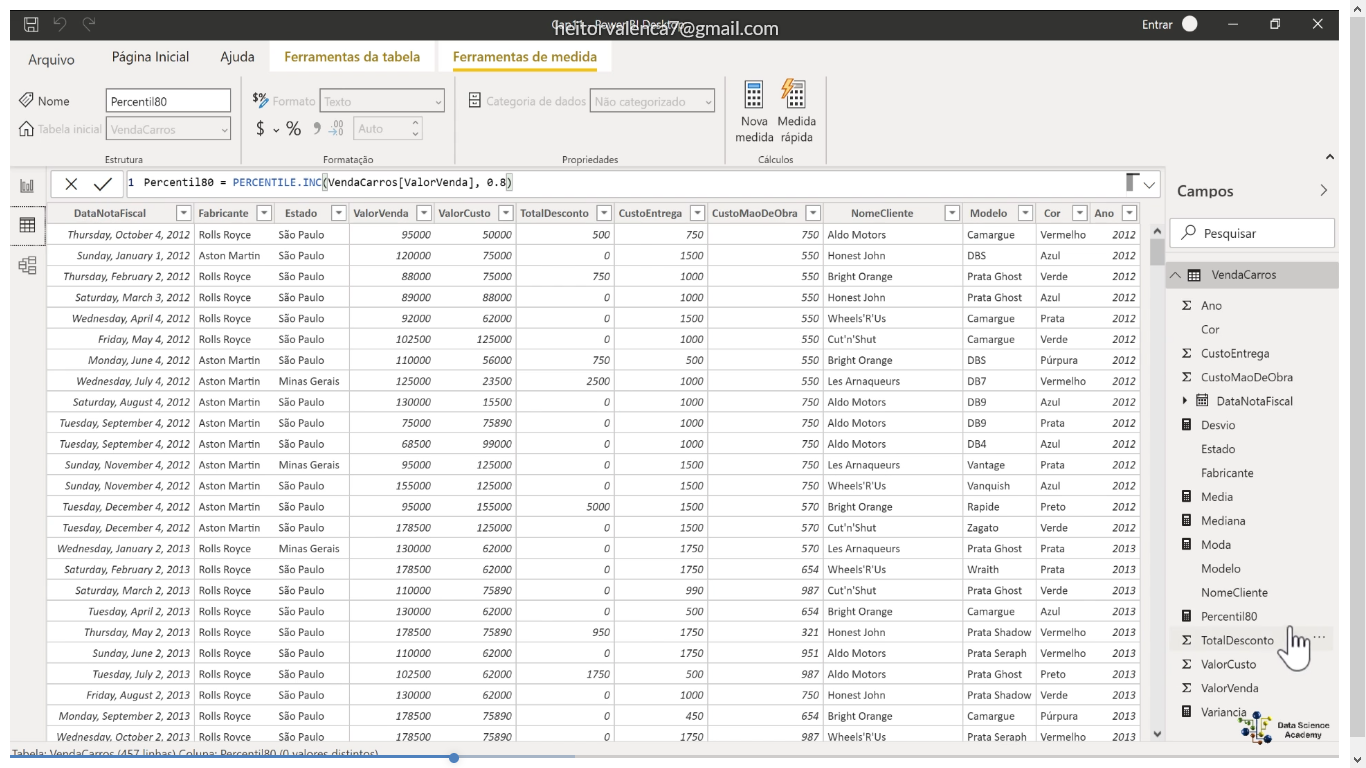 heitorvalenca7@gmail.com
Entrar
Arquivo Página Inicial Ajuda Ferramentas da tabela Ferramentas de medida
Nome Percentil80 Formato Texto Categoria de dados Não categorizado
Tabela inicial VendaCarros $ % Auto
Nova medida Medida rápida
Estrutura Formatação Propriedades Cálculos
1 Percentil80 = PERCENTILE.INC(VendaCarros[ValorVenda], 0.8)
DataNotaFiscal Fabricante Estado ValorVenda ValorCusto TotalDesconto CustoEntrega CustoMaoDeObra NomeCliente Modelo Cor Ano
Thursday, October 4, 2012 Rolls Royce São Paulo 95000 50000 500 750 750 Aldo Motors Camargue Vermelho 2012
Sunday, January 1, 2012 Aston Martin São Paulo 120000 75000 0 1500 550 Honest John DBS Azul 2012
Thursday, February 2, 2012 Rolls Royce São Paulo 88000 75000 750 1000 550 Bright Orange Prata Ghost Verde 2012
Saturday, March 3, 2012 Rolls Royce São Paulo 89000 88000 0 1000 550 Honest John Prata Ghost Azul 2012
Wednesday, April 4, 2012 Rolls Royce São Paulo 92000 62000 0 1500 550 Wheels'R'Us Camargue Prata 2012
Friday, May 4, 2012 Rolls Royce São Paulo 102500 125000 0 1000 550 Cut'n'Shut Camargue Verde 2012
Monday, June 4, 2012 Aston Martin São Paulo 110000 56000 750 500 550 Bright Orange DBS Púrpura 2012
Wednesday, July 4, 2012 Aston Martin Minas Gerais 125000 23500 2500 1000 550 Les Arnaqueurs DB7 Vermelho 2012
Saturday, August 4, 2012 Aston Martin São Paulo 130000 15500 0 1000 750 Aldo Motors DB9 Azul 2012
Tuesday, September 4, 2012 Aston Martin São Paulo 75000 75890 0 1000 750 Aldo Motors DB9 Prata 2012
Tuesday, September 4, 2012 Aston Martin São Paulo 68500 99000 0 1000 750 Aldo Motors DB4 Azul 2012
Sunday, November 4, 2012 Aston Martin Minas Gerais 95000 125000 0 1500 750 Les Arnaqueurs Vantage Prata 2012
Sunday, November 4, 2012 Aston Martin São Paulo 155000 125000 0 1500 750 Wheels'R'Us Vanquish Azul 2012
Tuesday, December 4, 2012 Aston Martin São Paulo 95000 155000 5000 1500 570 Bright Orange Rapide Preto 2012
Tuesday, December 4, 2012 Aston Martin São Paulo 178500 125000 0 1500 570 Cut'n'Shut Zagato Verde 2012
Wednesday, January 2, 2013 Rolls Royce Minas Gerais 130000 62000 0 1750 570 Les Arnaqueurs Prata Ghost Prata 2013
Saturday, February 2, 2013 Rolls Royce São Paulo 178500 62000 0 1750 654 Wheels'R'Us Wraith Prata 2013
Saturday, March 2, 2013 Rolls Royce São Paulo 110000 75890 0 990 987 Cut'n'Shut Prata Ghost Verde 2013
Tuesday, April 2, 2013 Rolls Royce São Paulo 130000 62000 0 500 654 Bright Orange Camargue Azul 2013
Thursday, May 2, 2013 Rolls Royce São Paulo 178500 75890 950 1750 321 Honest John Prata Shadow Vermelho 2013
Sunday, June 2, 2013 Rolls Royce São Paulo 110000 62000 0 1750 951 Aldo Motors Prata Seraph Vermelho 2013
Tuesday, July 2, 2013 Rolls Royce São Paulo 102500 62000 1750 500 987 Aldo Motors Prata Ghost Preto 2013
Friday, August 2, 2013 Rolls Royce São Paulo 130000 62000 0 1000 750 Honest John Prata Shadow Verde 2013
Monday, September 2, 2013 Rolls Royce São Paulo 178500 75890 0 450 654 Bright Orange Camargue Púrpura 2013
Wednesday, October 2, 2013 Rolls Royce São Paulo 178500 75890 0 1000 987 Wheels'R'Us Prata Seraph Vermelho 2013
Tabela: VendaCarros (457 linhas) Coluna: Percentil80 (0 valores distintos)
Campos
Pesquisar
VendaCarros
Ano
Cor
CustoEntrega
CustoMaoDeObra
DataNotaFiscal
Desvio
Estado
Fabricante
Media
Mediana
Moda
Modelo
NomeCliente
Percentil80
TotalDesconto
ValorCusto
ValorVenda
Variancia
Data Science
Academy